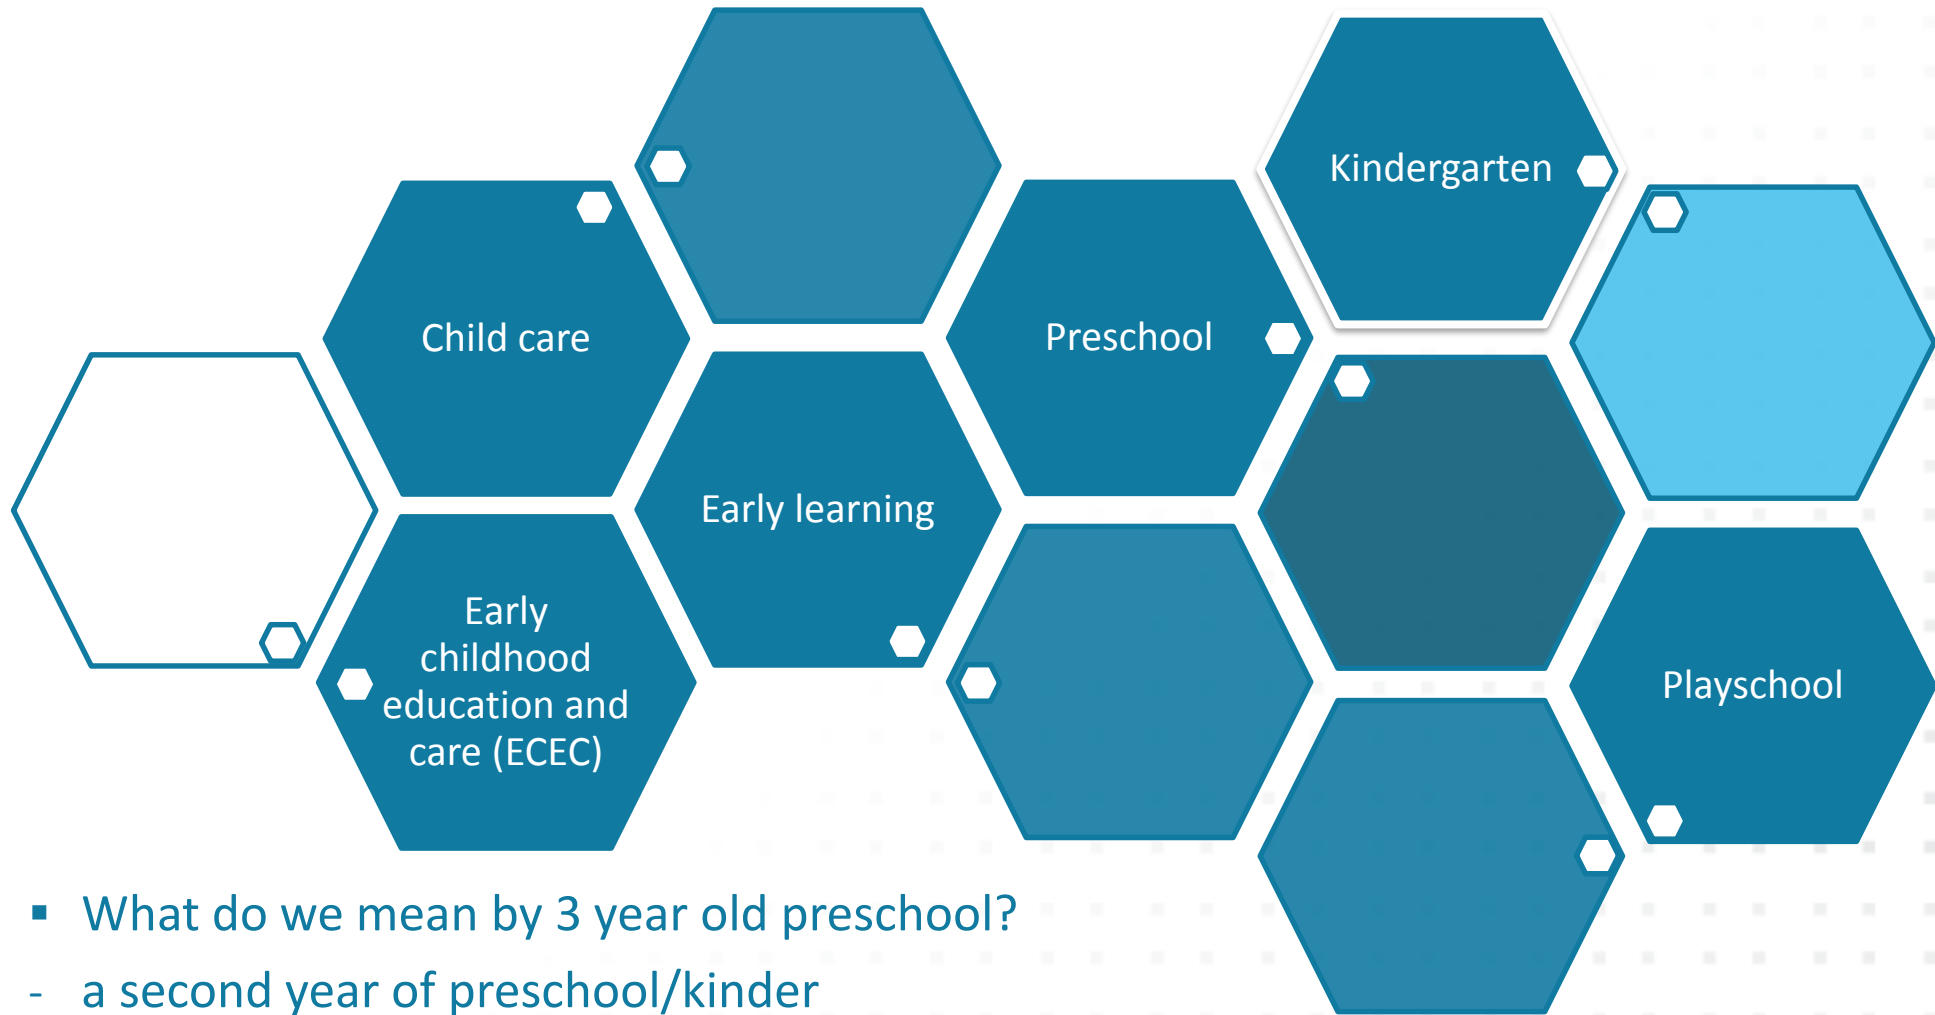 Kindergarten
Child care
Preschool
Early learning
Early
childhood
education and
care (ECEC)
Playschool
▪ What do we mean by 3 year old preschool?
- a second year of preschool/kinder